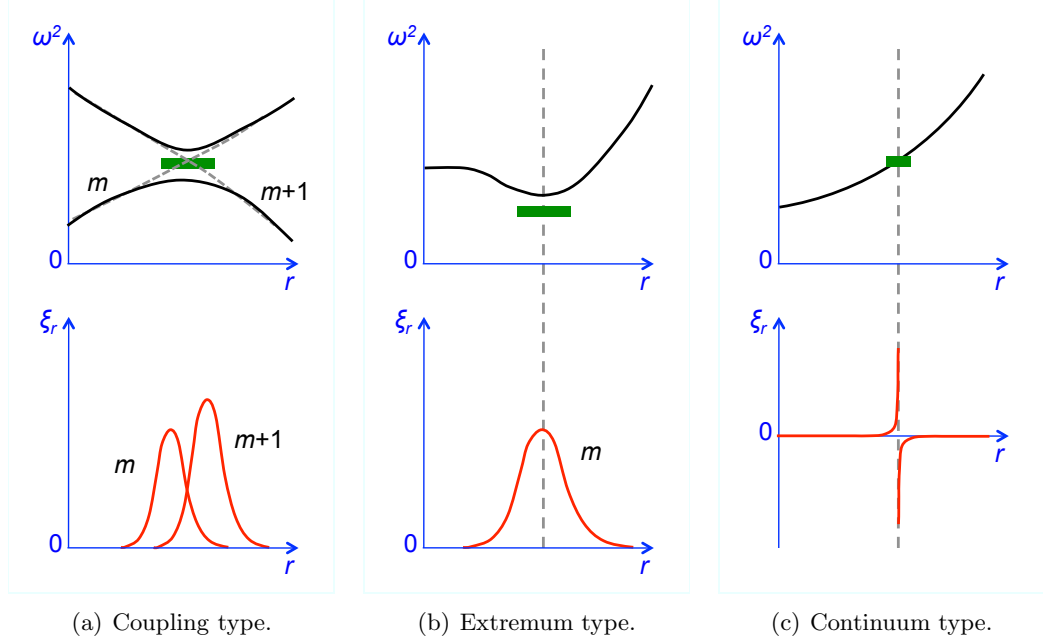 ω²
m
m+1
0
r
ξr
m
m+1
0
r
(a) Coupling type.
ω²
0
r
ξr
m
0
r
(b) Extremum type.
ω²
0
r
ξr
0
r
(c) Continuum type.